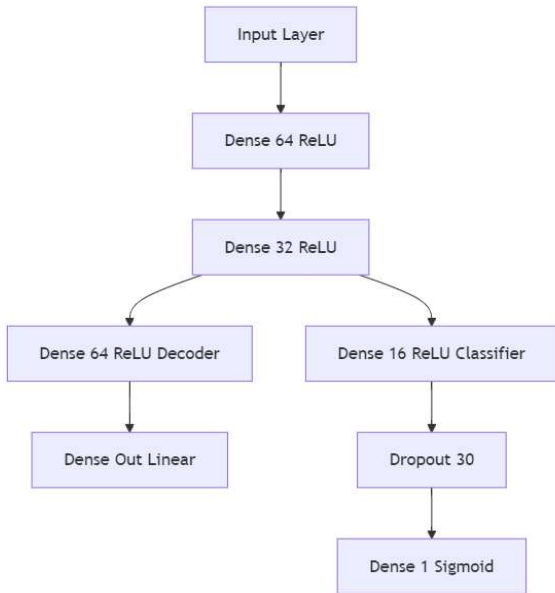 Input Layer
Dense 64 ReLU
Dense 32 ReLU
Dense 64 ReLU Decoder
Dense 16 ReLU Classifier
Dense Out Linear
Dropout 30
Dense 1 Sigmoid